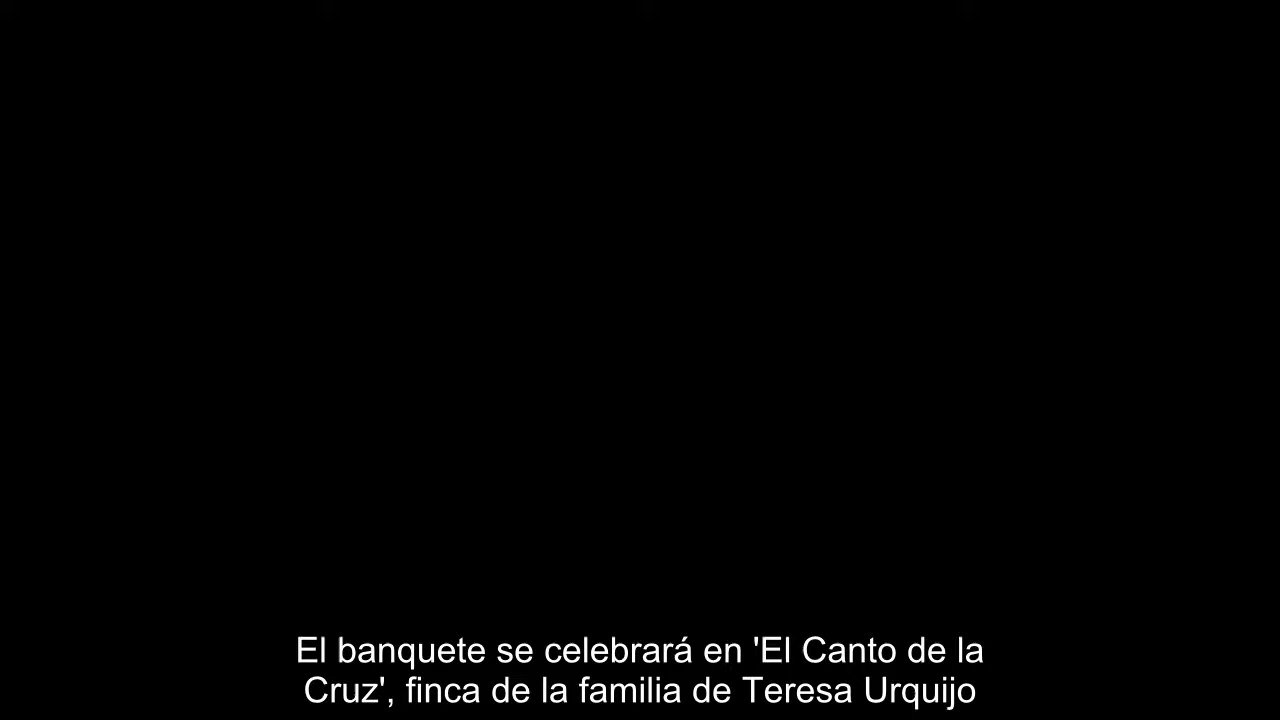 El banquete se celebrará en 'El Canto de la
Cruz', finca de la familia de Teresa Urquijo